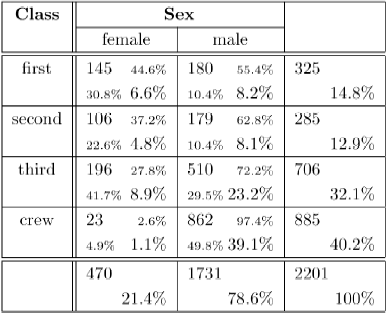 Class Sex
female male
first 145 44.6% 180 55.4% 325
30.8% 6.6% 10.4% 8.2% 14.8%
second 106 37.2% 179 62.8% 285
22.6% 4.8% 10.4% 8.1% 12.9%
third 196 27.8% 510 72.2% 706
41.7% 8.9% 29.5% 23.2% 32.1%
crew 23 2.6% 862 97.4% 885
4.9% 1.1% 49.8% 39.1% 40.2%
470 1731 2201
21.4% 78.6% 100%